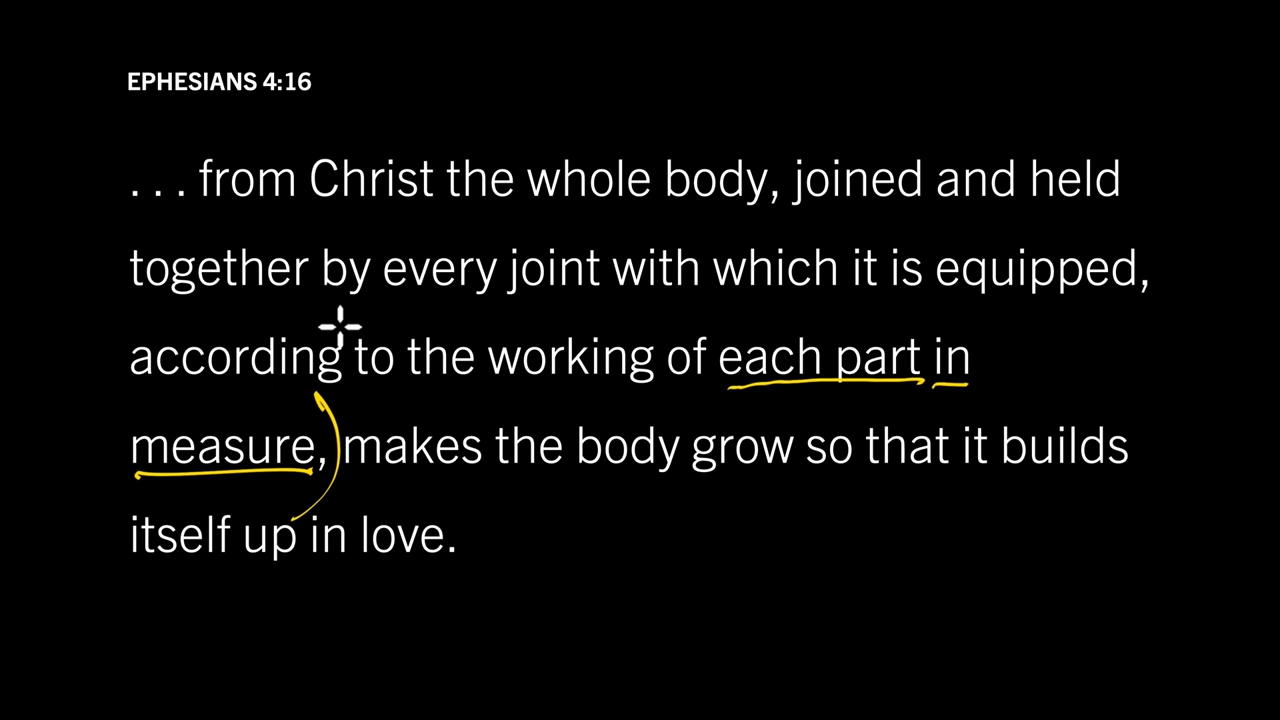 EPHESIANS 4:16
. . . from Christ the whole body, joined and held
together by every joint with which it is equipped,
according to the working of each part in
measure, makes the body grow so that it builds
itself up in love.